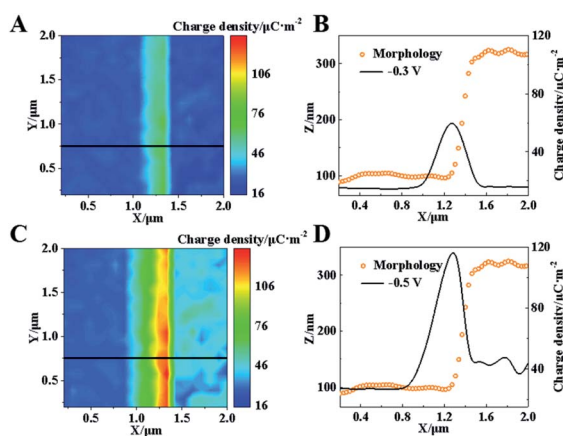 A
Charge density/μC·m⁻²
2.0
1.5
1.0
0.5
Y/μm
0.5 1.0 1.5 2.0
X/μm
106
76
46
16
B
Morphology
-0.3 V
300
200
100
Z/nm
120
80
40
0
Charge density/μC·m⁻²
0.4 0.8 1.2 1.6 2.0
X/μm
C
Charge density/μC·m⁻²
2.0
1.5
1.0
0.5
Y/μm
0.5 1.0 1.5 2.0
X/μm
106
76
46
16
D
Morphology
-0.5 V
300
200
100
Z/nm
120
80
40
0
Charge density/μC·m⁻²
0.4 0.8 1.2 1.6 2.0
X/μm